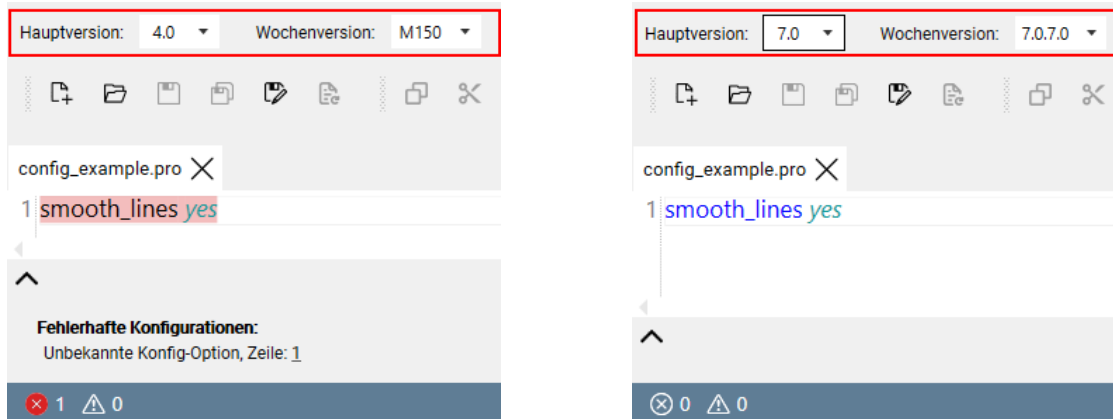 Hauptversion: 4.0 Wochenversion: M150
config_example.pro
1 smooth_lines yes
Fehlerhafte Konfigurationen:
Unbekannte Konfig-Option, Zeile: 1
1 0
Hauptversion: 7.0 Wochenversion: 7.0.7.0
config_example.pro
1 smooth_lines yes
0 0